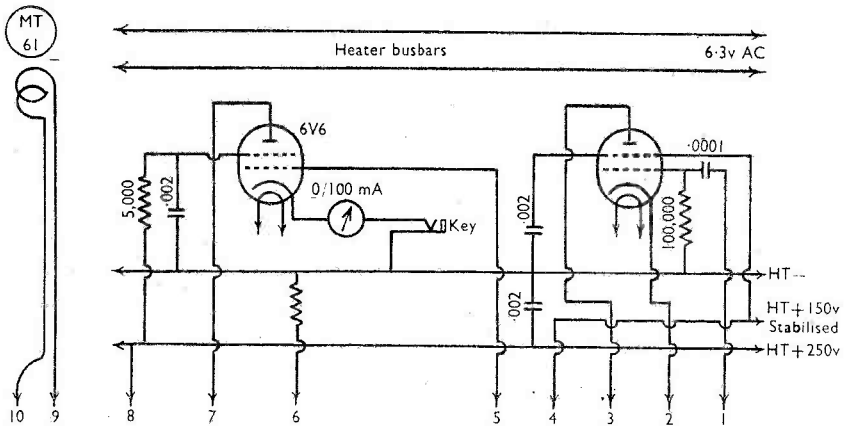 MT
61
Heater busbars
6·3v AC
6V6
·0001
5,000
·002
0/100 mA
Key
·002
100,000
HT–
·002
HT+150v
Stabilised
HT+250v
10
9
8
7
6
5
4
3
2
1